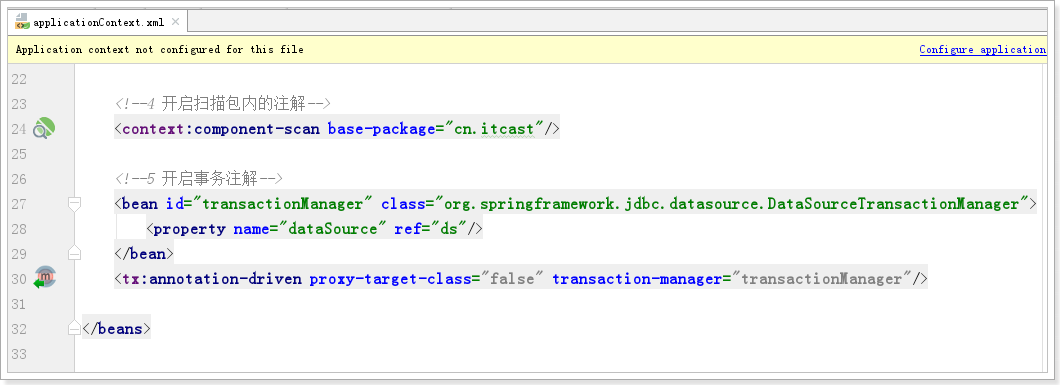 applicationContext.xml
Application context not configured for this file
Configure application
22
23 <!--4 开启扫描包内的注解-->
24 <context:component-scan base-package="cn.itcast"/>
25
26 <!--5 开启事务注解-->
27 <bean id="transactionManager" class="org.springframework.jdbc.datasource.DataSourceTransactionManager">
28 <property name="dataSource" ref="ds"/>
29 </bean>
30 <tx:annotation-driven proxy-target-class="false" transaction-manager="transactionManager"/>
31
32 </beans>
33